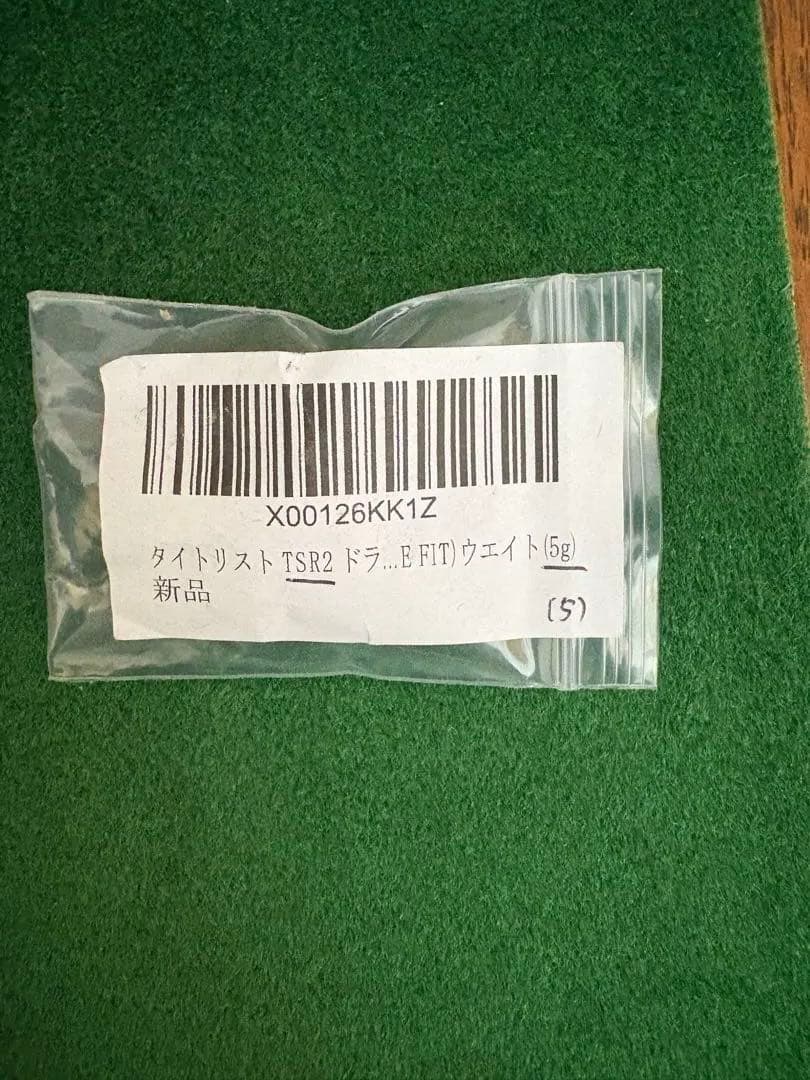 X00126KK1Z
タイトリスト TSR2 ドラ...E FIT)ウエイト(5g)
新品
(5)